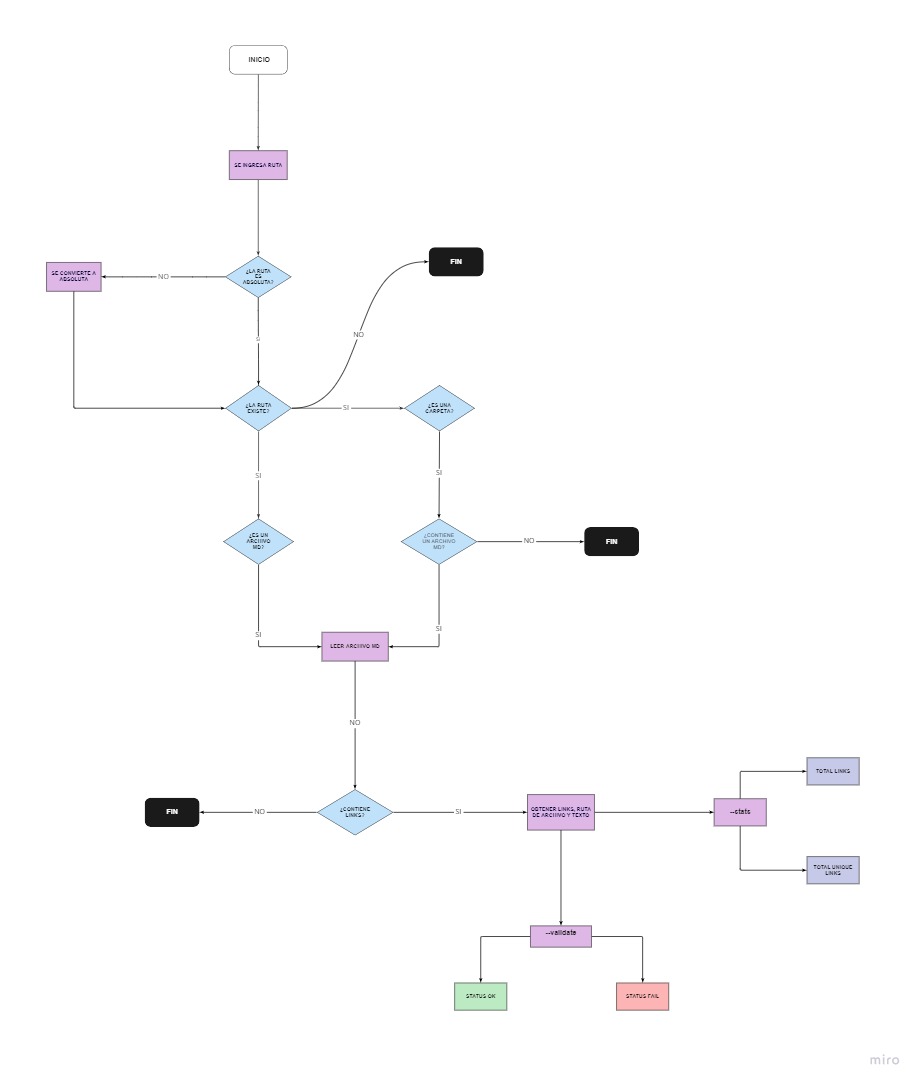 INICIO
SE INGRESA RUTA
FIN
¿LA RUTA
ES
ABSOLUTA?
NO
SE CONVIERTE A
ABSOLUTA
NO
SI
¿LA RUTA
EXISTE?
SI
¿ES UNA
CARPETA?
SI
SI
¿ES UN
ARCHIVO
MD?
¿CONTIENE
UN ARCHIVO
MD?
NO
FIN
SI
SI
LEER ARCHIVO MD
NO
FIN
NO
¿CONTIENE
LINKS?
SI
OBTENER LINKS, RUTA
DE ARCHIVO Y TEXTO
--stats
TOTAL LINKS
TOTAL UNIQUE
LINKS
--validate
STATUS OK
STATUS FAIL
miro